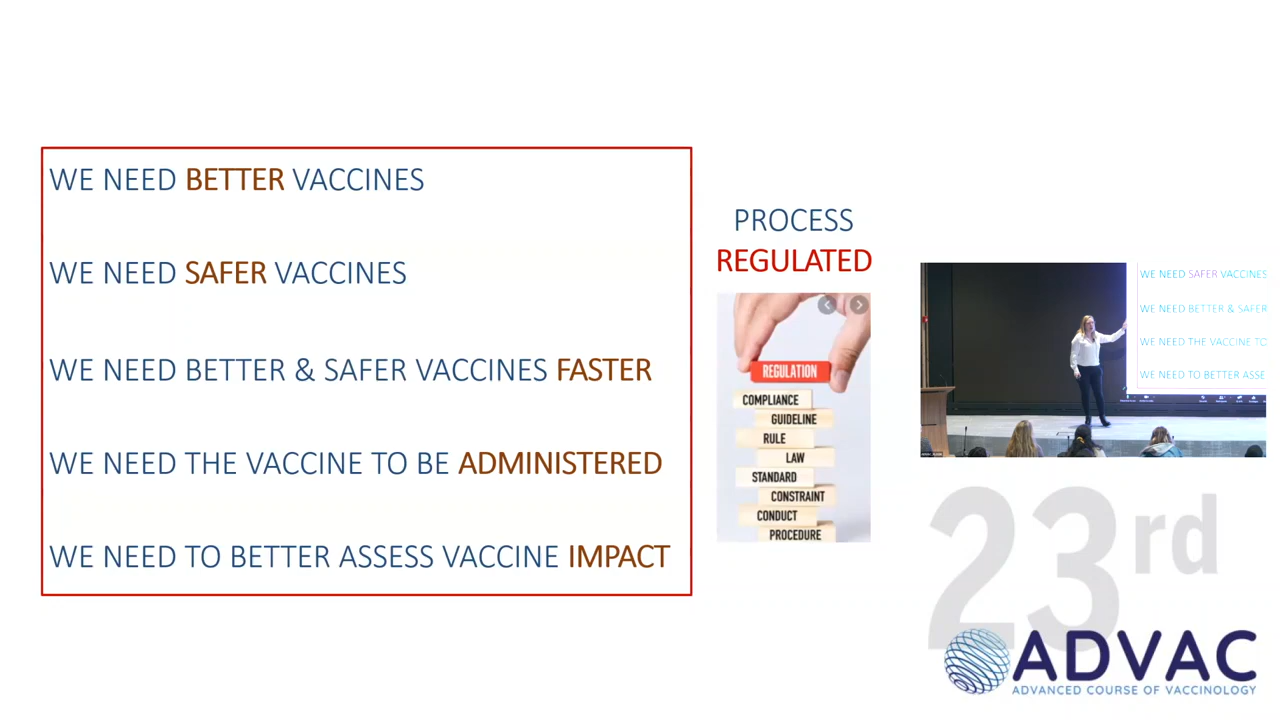 WE NEED BETTER VACCINES
WE NEED SAFER VACCINES
WE NEED BETTER & SAFER VACCINES FASTER
WE NEED THE VACCINE TO BE ADMINISTERED
WE NEED TO BETTER ASSESS VACCINE IMPACT
PROCESS
REGULATED
REGULATION
COMPLIANCE
GUIDELINE
RULE
LAW
STANDARD
CONSTRAINT
CONDUCT
PROCEDURE
WE NEED SAFER VACCINES
WE NEED BETTER & SAFER
WE NEED THE VACCINE TO
WE NEED TO BETTER ASSE
23rd
ADVAC
ADVANCED COURSE OF VACCINOLOGY